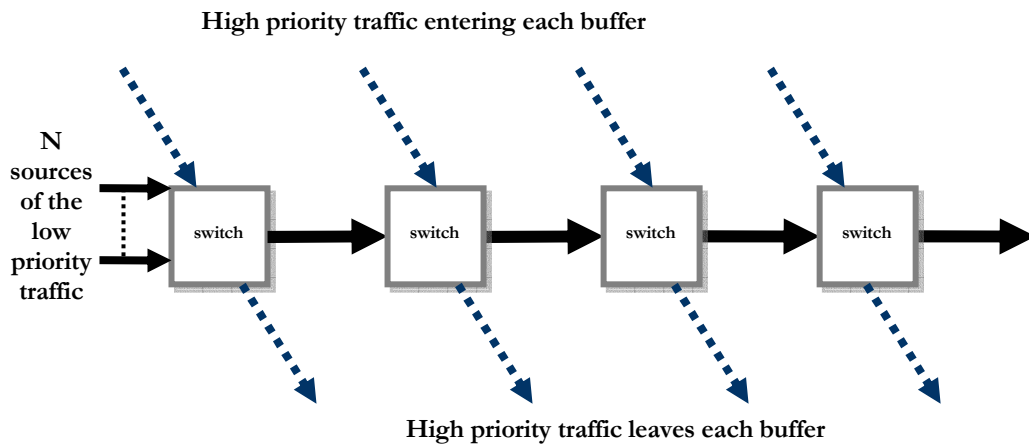 High priority traffic entering each buffer
N
sources
of the
low
priority
traffic
switch
switch
switch
switch
High priority traffic leaves each buffer